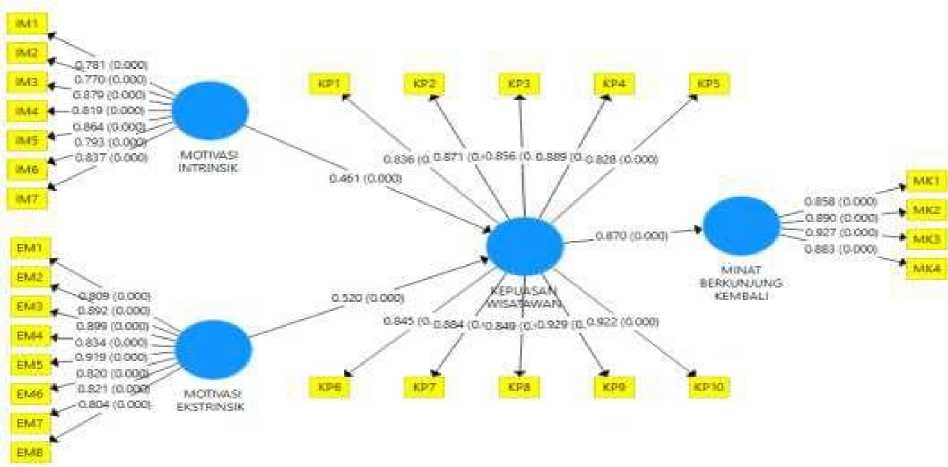 IM1
IM2
IM3
IM4
IM5
IM6
IM7
0.781 (0.000)
0.770 (0.000)
0.879 (0.000)
0.819 (0.000)
0.864 (0.000)
0.793 (0.000)
0.837 (0.000)
MOTIVASI
INTRINSIK
0.461 (0.000)
EM1
EM2
EM3
EM4
EM5
EM6
EM7
EM8
0.809 (0.000)
0.892 (0.000)
0.899 (0.000)
0.834 (0.000)
0.919 (0.000)
0.820 (0.000)
0.821 (0.000)
0.804 (0.000)
MOTIVASI
EKSTRINSIK
0.520 (0.000)
KP1 KP2 KP3 KP4 KP5
0.836 (0. 0.871 (0. 0.856 (0. 0.889 (0. 0.828 (0.000)
KEPUASAN
WISATAWAN
0.845 (0. 0.884 (0. 0.849 (0. 0.929 (0. 0.922 (0.000)
KP6 KP7 KP8 KP9 KP10
0.870 (0.000)
MINAT
BERKUNJUNG
KEMBALI
0.858 (0.000)
0.890 (0.000)
0.927 (0.000)
0.883 (0.000)
MK1
MK2
MK3
MK4